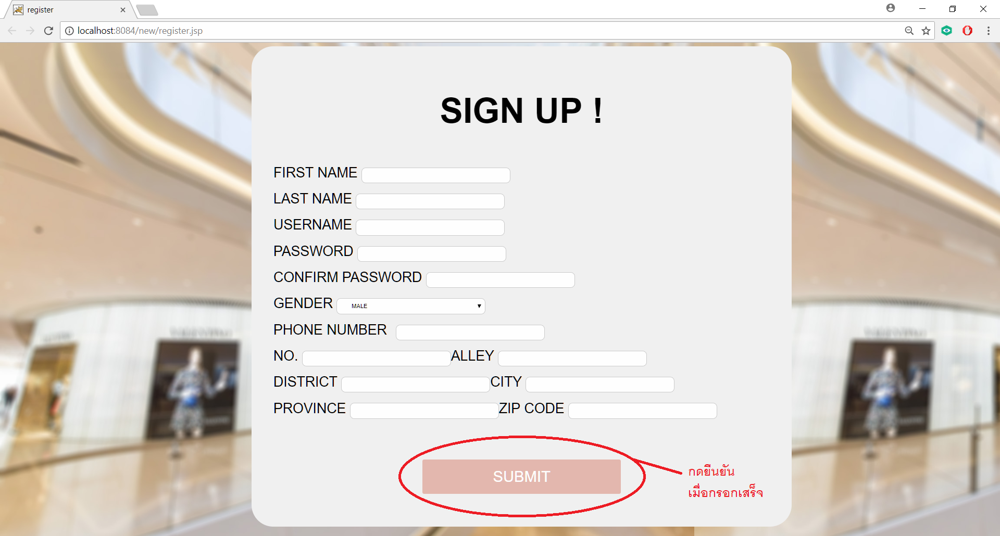 register
localhost:8084/new/register.jsp
SIGN UP !
FIRST NAME
LAST NAME
USERNAME
PASSWORD
CONFIRM PASSWORD
GENDER MALE
PHONE NUMBER
NO. ALLEY
DISTRICT CITY
PROVINCE ZIP CODE
SUBMIT
กดยืนยัน
เมื่อกรอกเสร็จ